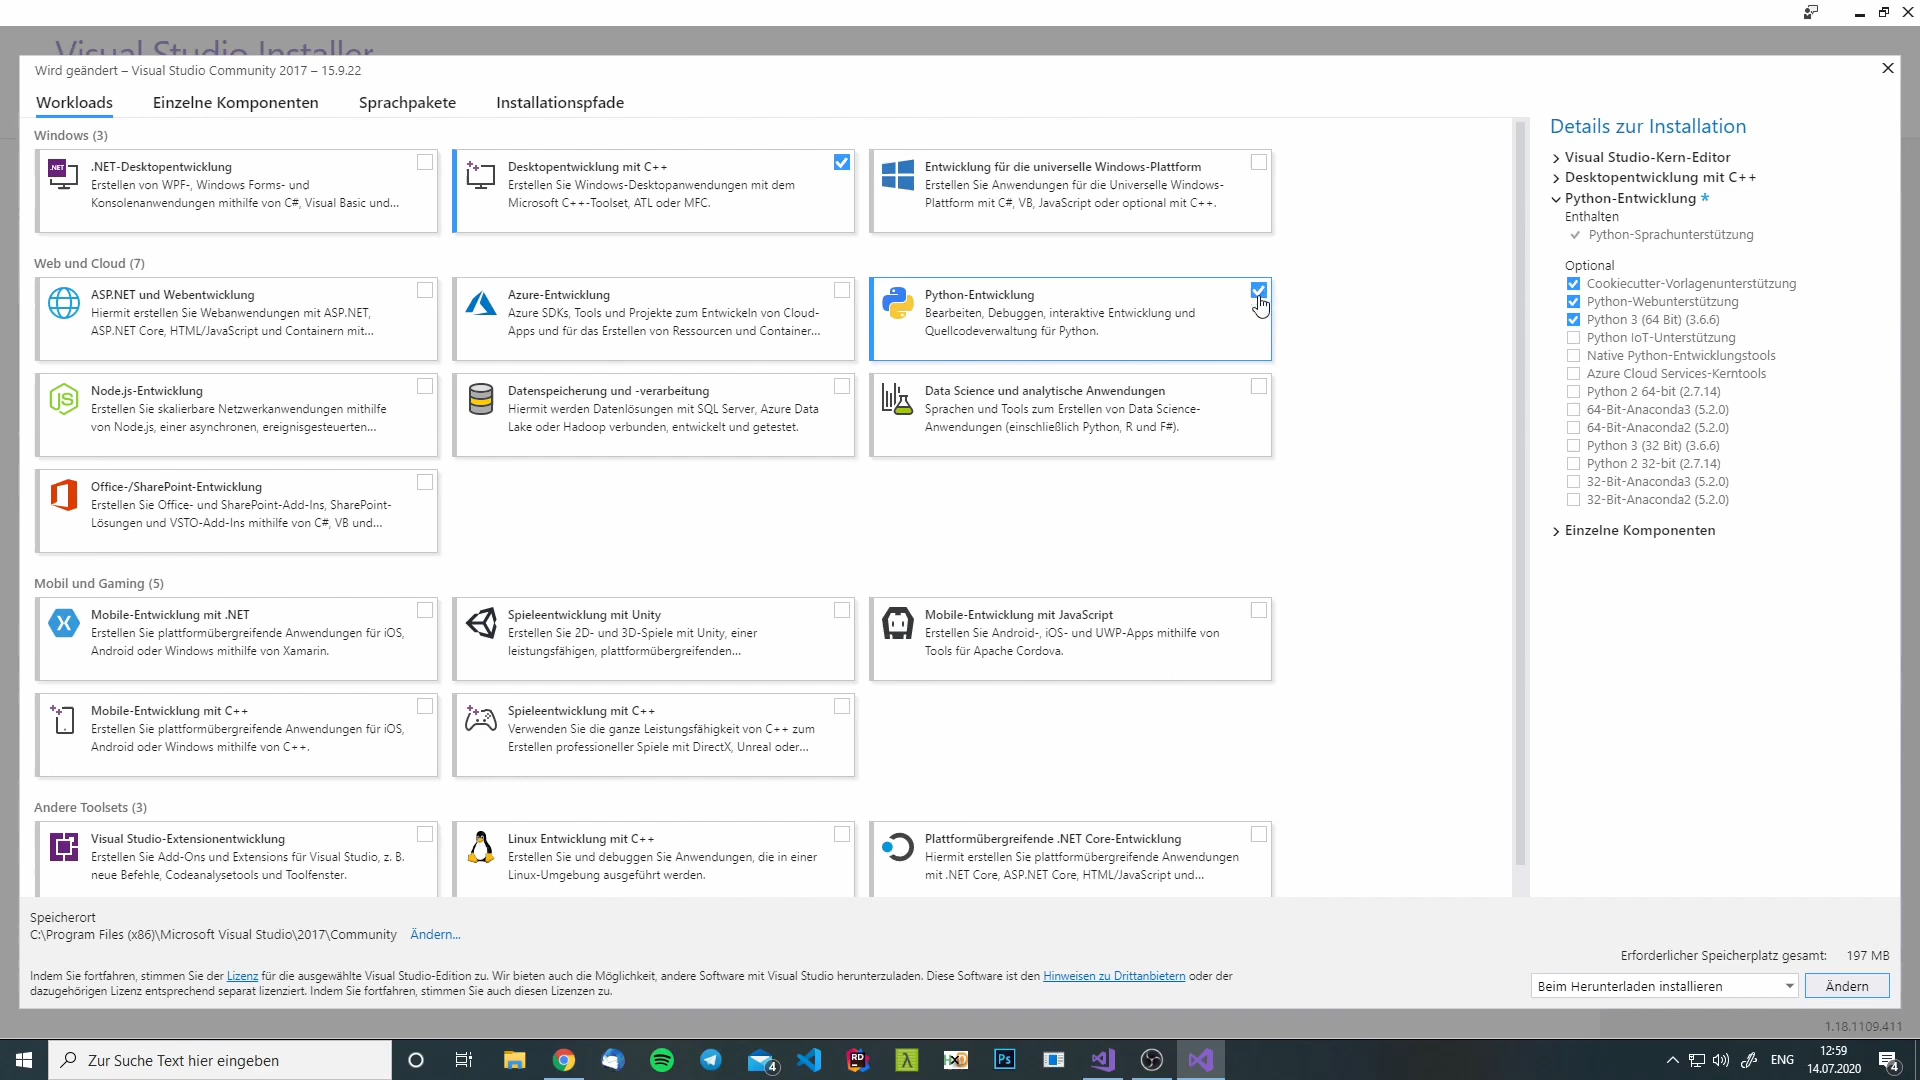 Visual Studio Installer
Wird geändert – Visual Studio Community 2017 – 15.9.22
Workloads
Einzelne Komponenten
Sprachpakete
Installationspfade
Windows (3)
.NET
.NET-Desktopentwicklung
Erstellen von WPF-, Windows Forms- und
Konsolenanwendungen mithilfe von C#, Visual Basic und...
Desktopentwicklung mit C++
Erstellen Sie Windows-Desktopanwendungen mit dem
Microsoft C++-Toolset, ATL oder MFC.
Entwicklung für die universelle Windows-Plattform
Erstellen Sie Anwendungen für die Universelle Windows-
Plattform mit C#, VB, JavaScript oder optional mit C++.
Web und Cloud (7)
ASP.NET und Webentwicklung
Hiermit erstellen Sie Webanwendungen mit ASP.NET,
ASP.NET Core, HTML/JavaScript und Containern mit...
Azure-Entwicklung
Azure SDKs, Tools und Projekte zum Entwickeln von Cloud-
Apps und für das Erstellen von Ressourcen und Container...
Python-Entwicklung
Bearbeiten, Debuggen, interaktive Entwicklung und
Quellcodeverwaltung für Python.
JS
Node.js-Entwicklung
Erstellen Sie skalierbare Netzwerkanwendungen mithilfe
von Node.js, einer asynchronen, ereignisgesteuerten...
Datenspeicherung und -verarbeitung
Hiermit werden Datenlösungen mit SQL Server, Azure Data
Lake oder Hadoop verbunden, entwickelt und getestet.
Data Science und analytische Anwendungen
Sprachen und Tools zum Erstellen von Data Science-
Anwendungen (einschließlich Python, R und F#).
Office-/SharePoint-Entwicklung
Erstellen Sie Office- und SharePoint-Add-Ins, SharePoint-
Lösungen und VSTO-Add-Ins mithilfe von C#, VB und...
Mobil und Gaming (5)
Mobile-Entwicklung mit .NET
Erstellen Sie plattformübergreifende Anwendungen für iOS,
Android oder Windows mithilfe von Xamarin.
Spieleentwicklung mit Unity
Erstellen Sie 2D- und 3D-Spiele mit Unity, einer
leistungsfähigen, plattformübergreifenden...
Mobile-Entwicklung mit JavaScript
Erstellen Sie Android-, iOS- und UWP-Apps mithilfe von
Tools für Apache Cordova.
Mobile-Entwicklung mit C++
Erstellen Sie plattformübergreifende Anwendungen für iOS,
Android oder Windows mithilfe von C++.
Spieleentwicklung mit C++
Verwenden Sie die ganze Leistungsfähigkeit von C++ zum
Erstellen professioneller Spiele mit DirectX, Unreal oder...
Andere Toolsets (3)
Visual Studio-Extensionentwicklung
Erstellen Sie Add-Ons und Extensions für Visual Studio, z. B.
neue Befehle, Codeanalysetools und Toolfenster.
Linux Entwicklung mit C++
Erstellen Sie und debuggen Sie Anwendungen, die in einer
Linux-Umgebung ausgeführt werden.
Plattformübergreifende .NET Core-Entwicklung
Hiermit erstellen Sie plattformübergreifende Anwendungen
mit .NET Core, ASP.NET Core, HTML/JavaScript und...
Details zur Installation
Visual Studio-Kern-Editor
Desktopentwicklung mit C++
Python-Entwicklung *
Enthalten
Python-Sprachunterstützung
Optional
Cookiecutter-Vorlagenunterstützung
Python-Webunterstützung
Python 3 (64 Bit) (3.6.6)
Python IoT-Unterstützung
Native Python-Entwicklungstools
Azure Cloud Services-Kerntools
Python 2 64-bit (2.7.14)
64-Bit-Anaconda3 (5.2.0)
64-Bit-Anaconda2 (5.2.0)
Python 3 (32 Bit) (3.6.6)
Python 2 32-bit (2.7.14)
32-Bit-Anaconda3 (5.2.0)
32-Bit-Anaconda2 (5.2.0)
Einzelne Komponenten
Speicherort
C:\Program Files (x86)\Microsoft Visual Studio\2017\Community Ändern...
Indem Sie fortfahren, stimmen Sie der Lizenz für die ausgewählte Visual Studio-Edition zu. Wir bieten auch die Möglichkeit, andere Software mit Visual Studio herunterzuladen. Diese Software ist den Hinweisen zu Drittanbietern oder der
dazugehörigen Lizenz entsprechend separat lizenziert. Indem Sie fortfahren, stimmen Sie auch diesen Lizenzen zu.
Erforderlicher Speicherplatz gesamt: 197 MB
Beim Herunterladen installieren
Ändern
1.18.1109.411
Zur Suche Text hier eingeben
4
RD
Ps
ENG
12:59
14.07.2020
4